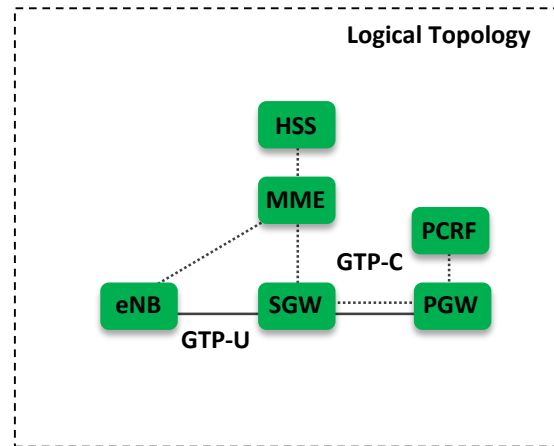 Logical Topology
HSS
MME
PCRF
GTP-C
eNB
SGW
PGW
GTP-U